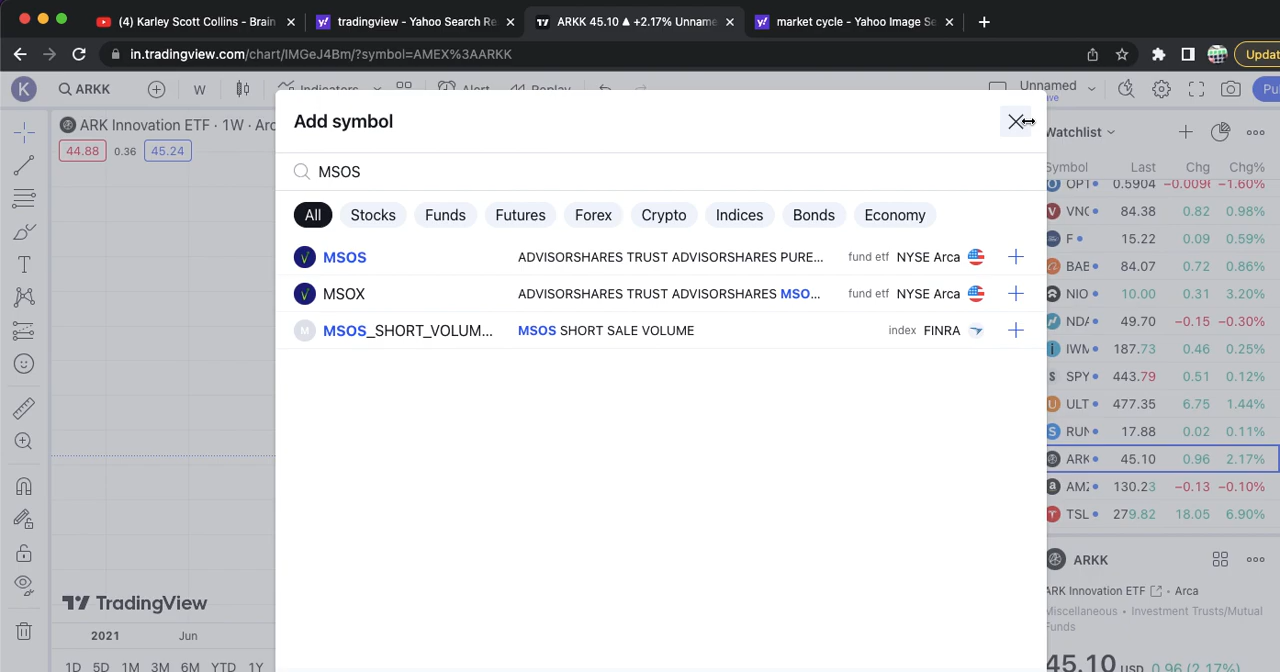 (4) Karley Scott Collins - Brain
tradingview - Yahoo Search Re
ARKK 45.10 ▲ +2.17% Unname
market cycle - Yahoo Image Se
in.tradingview.com/chart/IMGeJ4Bm/?symbol=AMEX%3AARKK
Updat
K ARKK W Indicators Alert Replay Unnamed
Pu
Add symbol
ARK Innovation ETF · 1W · Arc
44.88 0.36 45.24
MSOS
All Stocks Funds Futures Forex Crypto Indices Bonds Economy
MSOS ADVISORSHARES TRUST ADVISORSHARES PURE... fund etf NYSE Arca
MSOX ADVISORSHARES TRUST ADVISORSHARES MSO... fund etf NYSE Arca
M MSOS_SHORT_VOLUM... MSOS SHORT SALE VOLUME index FINRA
Watchlist
Symbol Last Chg Chg%
OPT 0.5904 −0.0096 −1.60%
VNC 84.38 0.82 0.98%
F 15.22 0.09 0.59%
BAB 84.07 0.72 0.86%
NIO 10.00 0.31 3.20%
NDA 49.70 −0.15 −0.30%
IWM 187.73 0.46 0.25%
SPY 443.79 0.51 0.12%
ULT 477.35 6.75 1.44%
RUN 17.88 0.02 0.11%
ARK 45.10 0.96 2.17%
AMZ 130.23 −0.13 −0.10%
TSL 279.82 18.05 6.90%
ARKK
ARK Innovation ETF · Arca
Miscellaneous · Investment Trusts/Mutual
Funds
45.10 USD 0.96 (2.17%)
TradingView
2021 Jun
1D 5D 1M 3M 6M YTD 1Y